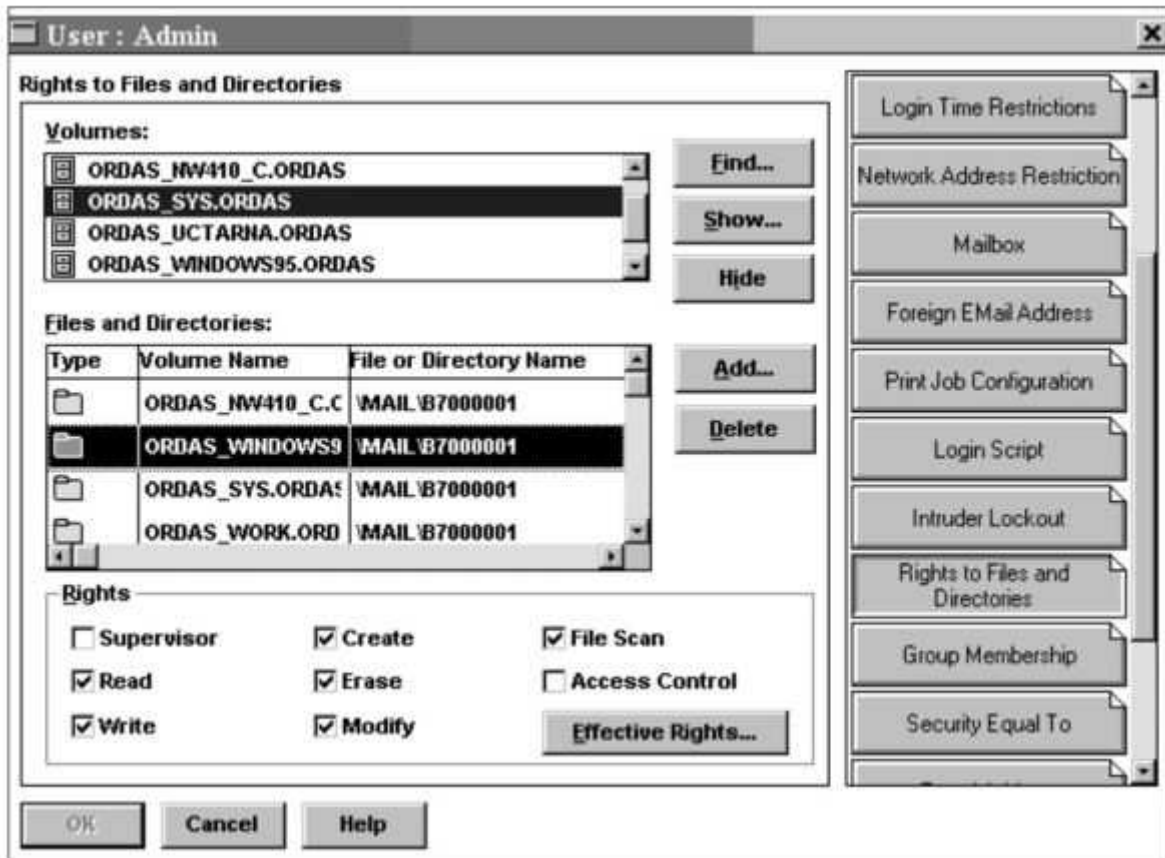 User : Admin
Rights to Files and Directories
Volumes:
ORDAS_NW410_C.ORDAS
ORDAS_SYS.ORDAS
ORDAS_UCTARNA.ORDAS
ORDAS_WINDOWS95.ORDAS
Find...
Show...
Hide
Files and Directories:
Type Volume Name File or Directory Name
ORDAS_NW410_C.C \MAIL\B7000001
ORDAS_WINDOWS9 \MAIL\B7000001
ORDAS_SYS.ORDAS \MAIL\B7000001
ORDAS_WORK.ORD \MAIL\B7000001
Add...
Delete
Rights
Supervisor Create File Scan
Read Erase Access Control
Write Modify Effective Rights...
OK Cancel Help
Login Time Restrictions
Network Address Restriction
Mailbox
Foreign EMail Address
Print Job Configuration
Login Script
Intruder Lockout
Rights to Files and
Directories
Group Membership
Security Equal To